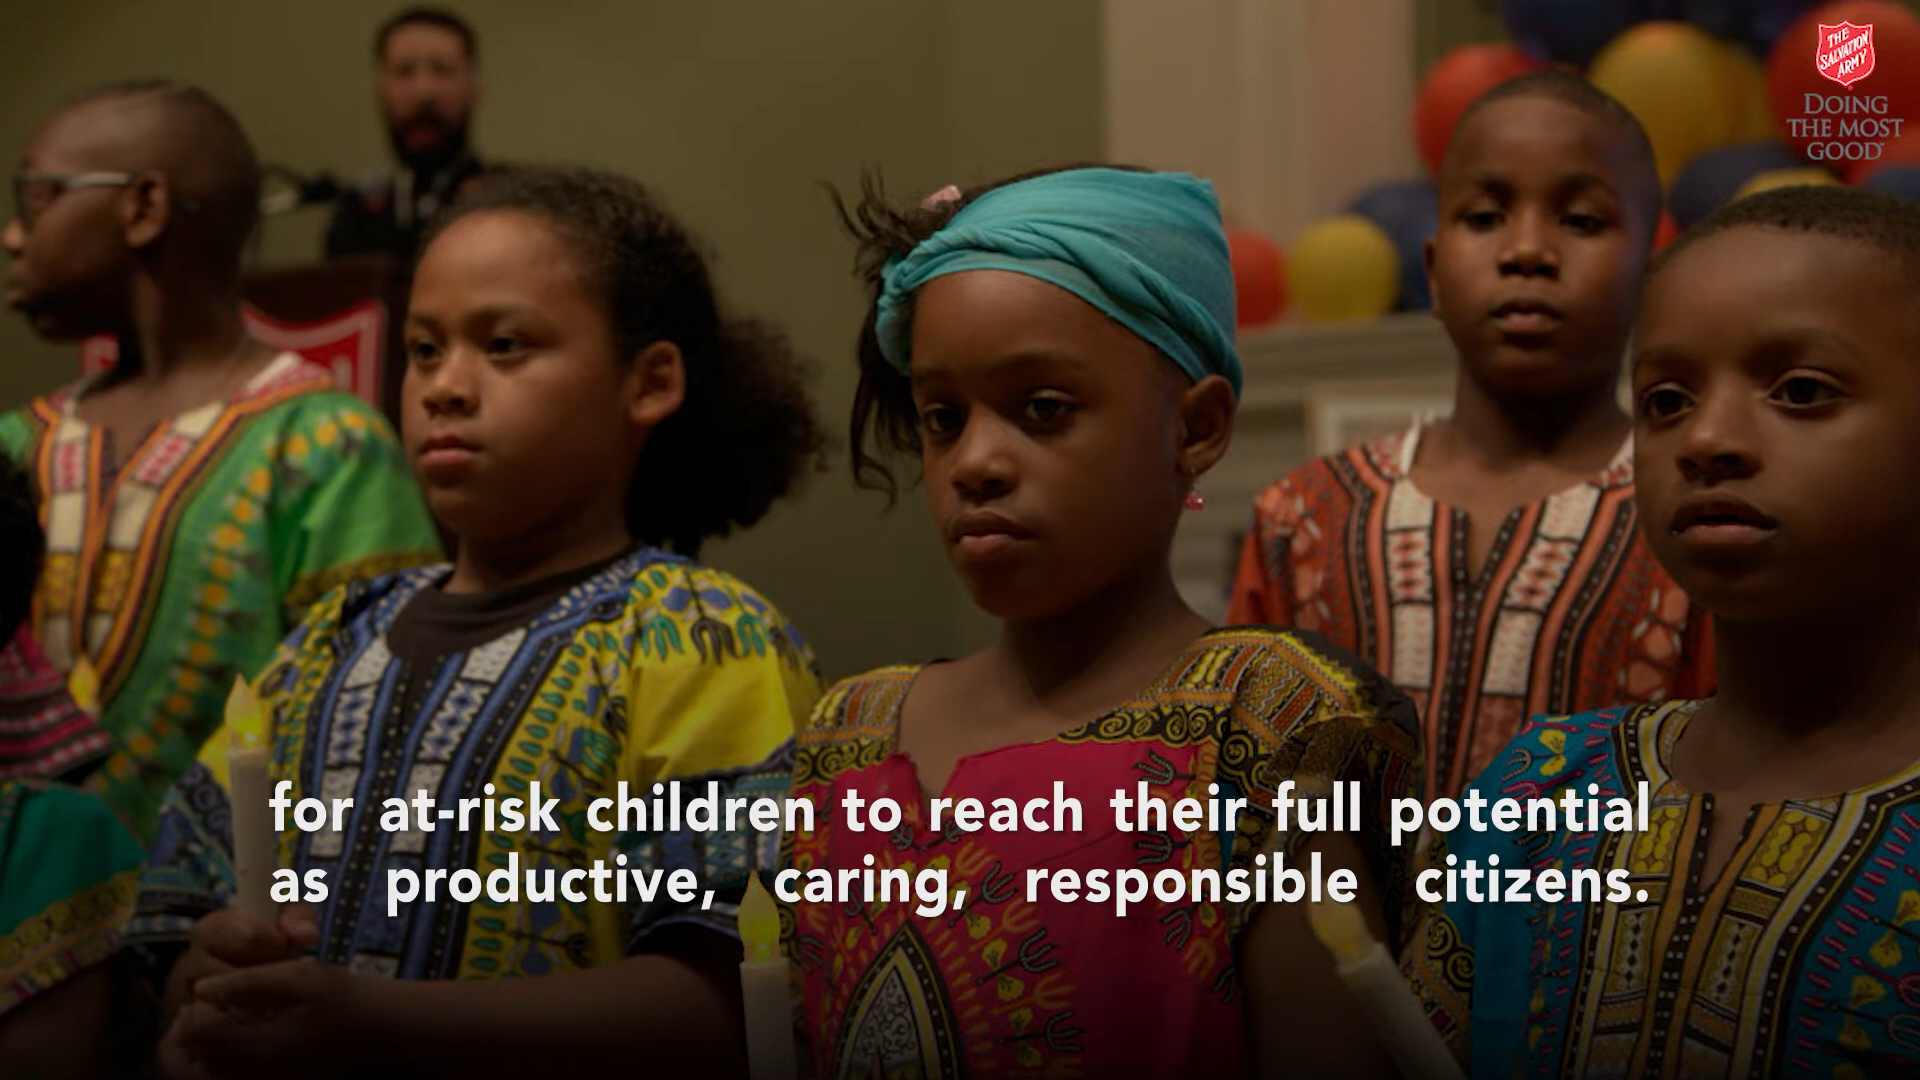 THE
SALVATION
ARMY
DOING
THE MOST
GOOD
for at-risk children to reach their full potential
as productive, caring, responsible citizens.